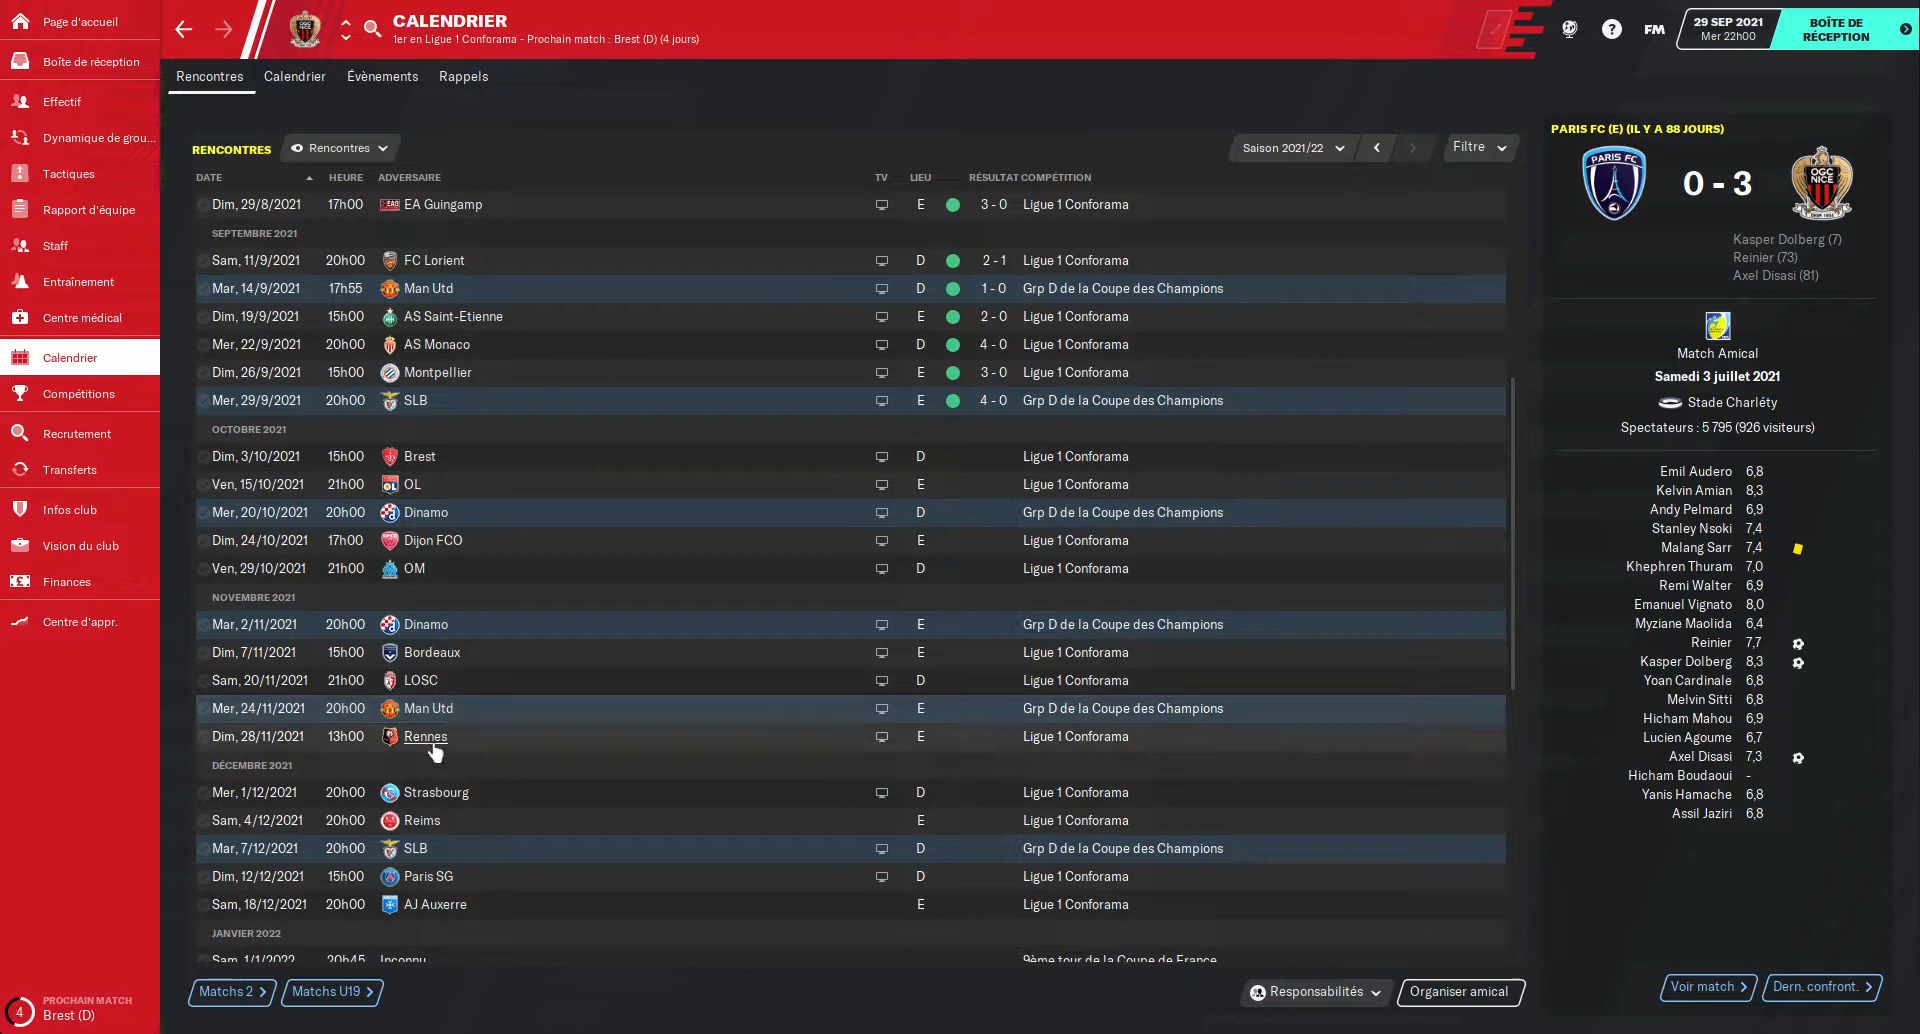 Page d'accueil
Boîte de réception
Effectif
Dynamique de grou...
Tactiques
Rapport d'équipe
Staff
Entraînement
Centre médical
Calendrier
Compétitions
Recrutement
Transferts
Infos club
Vision du club
Finances
Centre d'appr.
4 PROCHAIN MATCH
Brest (D)
CALENDRIER
1er en Ligue 1 Conforama - Prochain match : Brest (D) (4 jours)
FM
29 SEP 2021
Mer 22h00
BOÎTE DE
RÉCEPTION
Rencontres Calendrier Évènements Rappels
RENCONTRES Rencontres Saison 2021/22 Filtre
DATE HEURE ADVERSAIRE TV LIEU RÉSULTAT COMPÉTITION
Dim, 29/8/2021 17h00 EA Guingamp E 3 - 0 Ligue 1 Conforama
SEPTEMBRE 2021
Sam, 11/9/2021 20h00 FC Lorient D 2 - 1 Ligue 1 Conforama
Mar, 14/9/2021 17h55 Man Utd D 1 - 0 Grp D de la Coupe des Champions
Dim, 19/9/2021 15h00 AS Saint-Etienne E 2 - 0 Ligue 1 Conforama
Mer, 22/9/2021 20h00 AS Monaco D 4 - 0 Ligue 1 Conforama
Dim, 26/9/2021 15h00 Montpellier E 3 - 0 Ligue 1 Conforama
Mer, 29/9/2021 20h00 SLB E 4 - 0 Grp D de la Coupe des Champions
OCTOBRE 2021
Dim, 3/10/2021 15h00 Brest D Ligue 1 Conforama
Ven, 15/10/2021 21h00 OL E Ligue 1 Conforama
Mer, 20/10/2021 20h00 Dinamo D Grp D de la Coupe des Champions
Dim, 24/10/2021 17h00 Dijon FCO E Ligue 1 Conforama
Ven, 29/10/2021 21h00 OM D Ligue 1 Conforama
NOVEMBRE 2021
Mar, 2/11/2021 20h00 Dinamo E Grp D de la Coupe des Champions
Dim, 7/11/2021 15h00 Bordeaux E Ligue 1 Conforama
Sam, 20/11/2021 21h00 LOSC D Ligue 1 Conforama
Mer, 24/11/2021 20h00 Man Utd E Grp D de la Coupe des Champions
Dim, 28/11/2021 13h00 Rennes E Ligue 1 Conforama
DÉCEMBRE 2021
Mer, 1/12/2021 20h00 Strasbourg D Ligue 1 Conforama
Sam, 4/12/2021 20h00 Reims E Ligue 1 Conforama
Mar, 7/12/2021 20h00 SLB D Grp D de la Coupe des Champions
Dim, 12/12/2021 15h00 Paris SG D Ligue 1 Conforama
Sam, 18/12/2021 20h00 AJ Auxerre E Ligue 1 Conforama
JANVIER 2022
Sam, 1/1/2022 20h45 Inconnu 9ème tour de la Coupe de France
Matchs 2 Matchs U19 Responsabilités Organiser amical
PARIS FC (E) (IL Y A 88 JOURS)
PARIS FC 0 - 3 OGC NICE
Kasper Dolberg (7)
Reinier (73)
Axel Disasi (81)
Match Amical
Samedi 3 juillet 2021
Stade Charléty
Spectateurs : 5 795 (926 visiteurs)
Emil Audero 6,8
Kelvin Amian 8,3
Andy Pelmard 6,9
Stanley Nsoki 7,4
Malang Sarr 7,4
Khephren Thuram 7,0
Remi Walter 6,9
Emanuel Vignato 8,0
Myziane Maolida 6,4
Reinier 7,7
Kasper Dolberg 8,3
Yoan Cardinale 6,8
Melvin Sitti 6,8
Hicham Mahou 6,9
Lucien Agoume 6,7
Axel Disasi 7,3
Hicham Boudaoui -
Yanis Hamache 6,8
Assil Jaziri 6,8
Voir match Dern. confront.